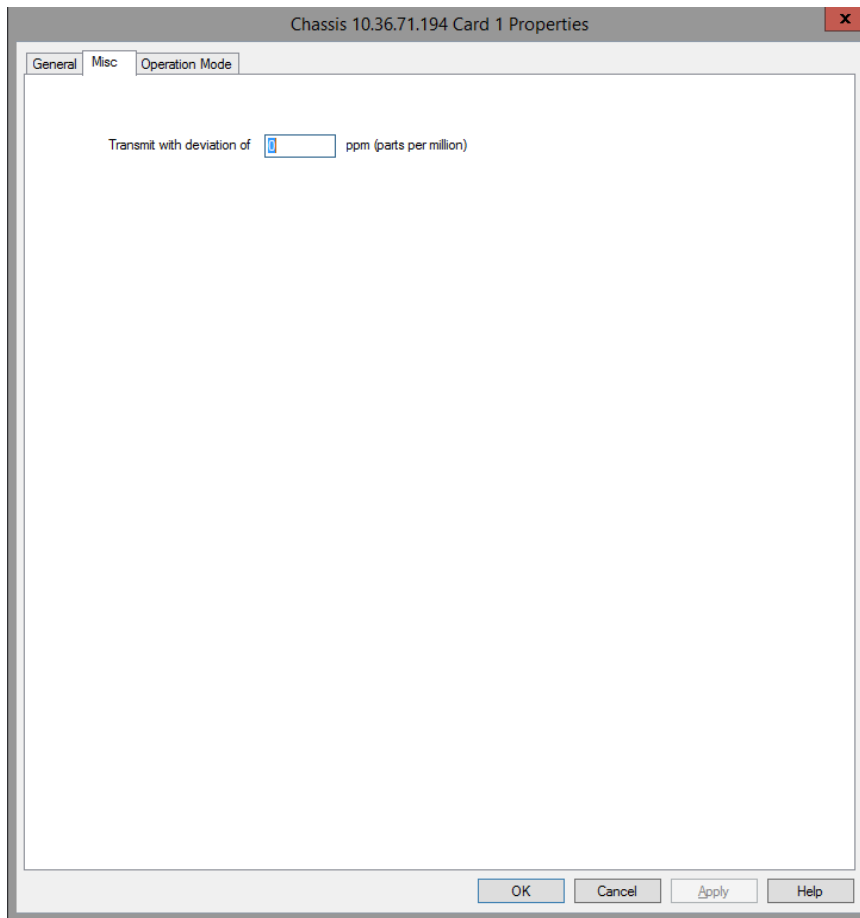 Chassis 10.36.71.194 Card 1 Properties
x
General Misc Operation Mode
Transmit with deviation of 0 ppm (parts per million)
OK Cancel Apply Help